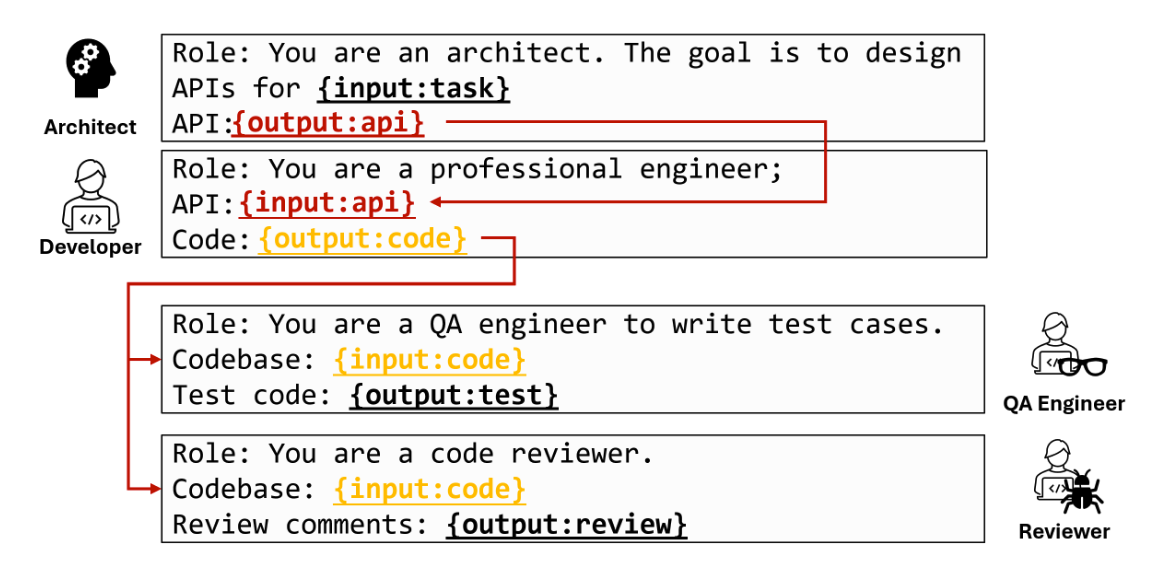 Role: You are an architect. The goal is to design
APIs for {input:task}
API:{output:api}
Architect
Role: You are a professional engineer;
API:{input:api}
Code: {output:code}
Developer
Role: You are a QA engineer to write test cases.
Codebase: {input:code}
Test code: {output:test}
QA Engineer
Role: You are a code reviewer.
Codebase: {input:code}
Review comments: {output:review}
Reviewer